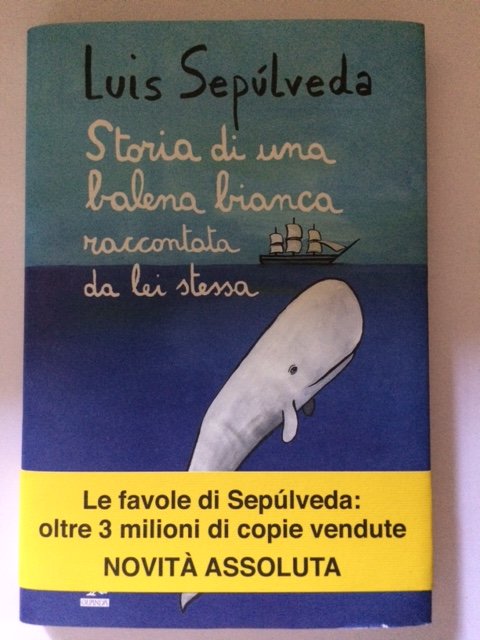 Luis Sepúlveda
Storia di una
balena bianca
raccontata
da lei stessa
Le favole di Sepúlveda:
oltre 3 milioni di copie vendute
NOVITÀ ASSOLUTA